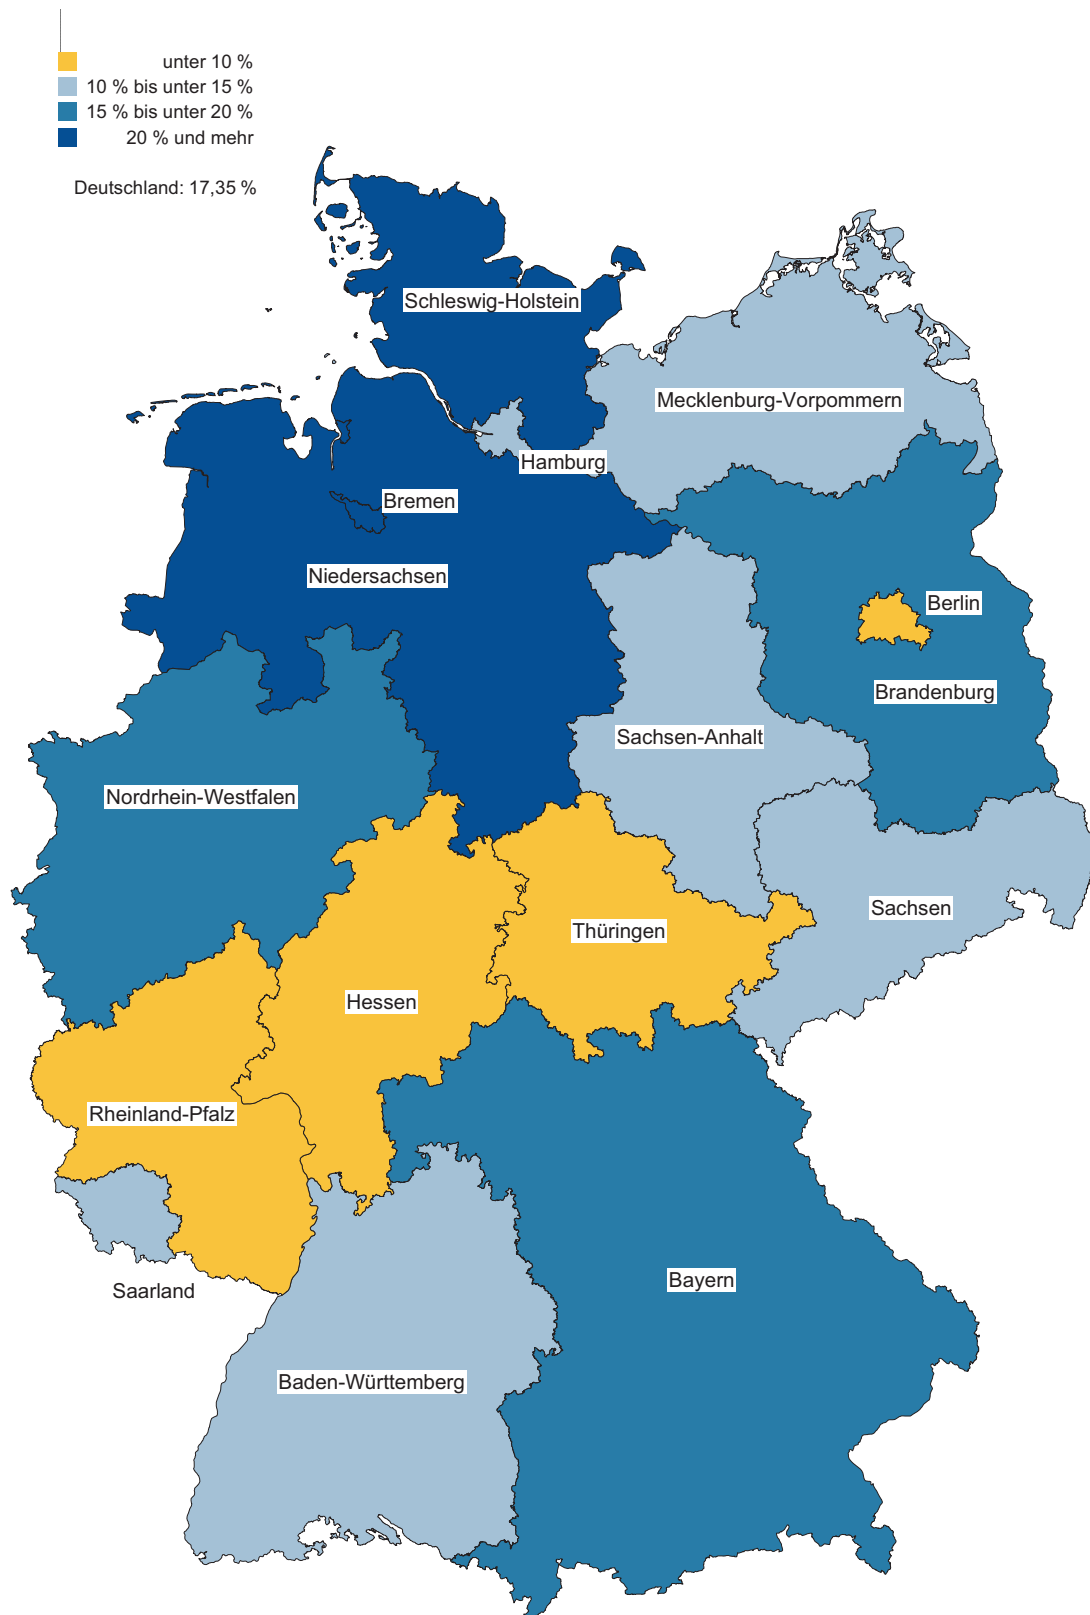 unter 10 %
10 % bis unter 15 %
15 % bis unter 20 %
20 % und mehr
Deutschland: 17,35 %
Schleswig-Holstein
Mecklenburg-Vorpommern
Hamburg
Bremen
Niedersachsen
Berlin
Brandenburg
Sachsen-Anhalt
Nordrhein-Westfalen
Sachsen
Thüringen
Hessen
Rheinland-Pfalz
Bayern
Saarland
Baden-Württemberg